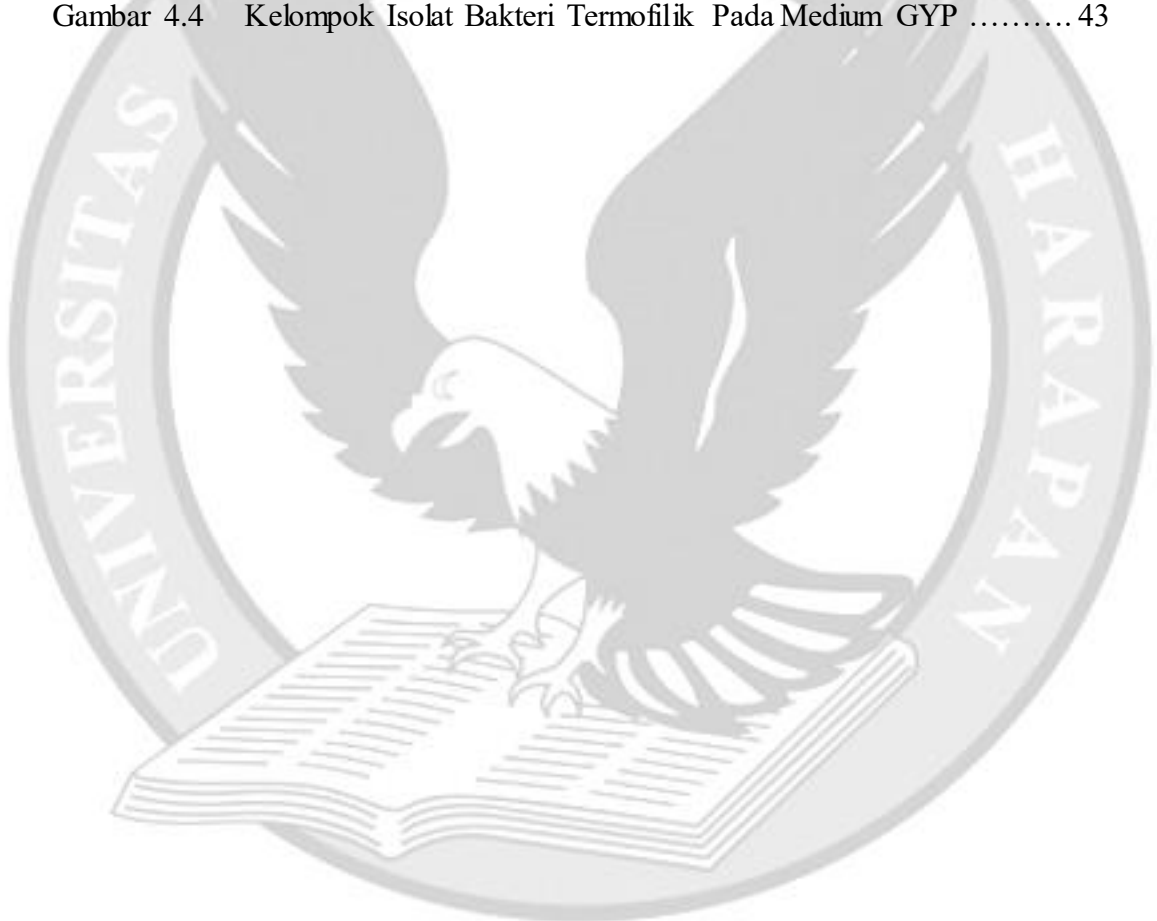 Gambar 4.4 Kelompok Isolat Bakteri Termofilik Pada Medium GYP ………. 43
UNIVERSITAS
HARAPAN